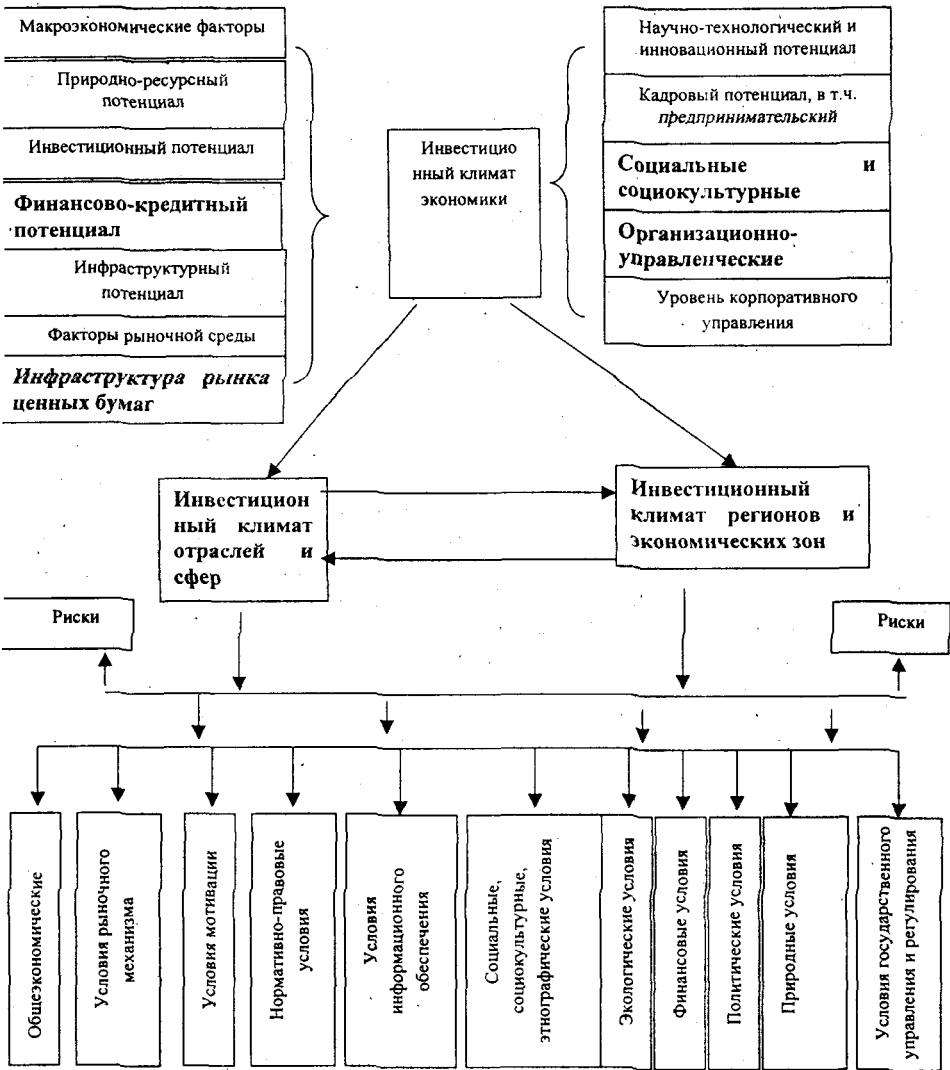 Макроэкономические факторы
Природно-ресурсный
потенциал
Инвестиционный потенциал
Финансово-кредитный
потенциал
Инфраструктурный
потенциал
Факторы рыночной среды
Инфраструктура рынка
ценных бумаг
Инвестицио
нный климат
экономики
Научно-технологический и
инновационный потенциал
Кадровый потенциал, в т.ч.
предпринимательский
Социальные и
социокультурные
Организационно-
управленческие
Уровень корпоративного
управления
Инвестицион
ный климат
отраслей и
сфер
Инвестиционный
климат регионов и
экономических зон
Риски
Риски
Общеэкономические
Условия рыночного
механизма
Условия мотивации
Нормативно-правовые
условия
Условия
информационного
обеспечения
Социальные,
социокультурные,
этнографические условия
Экологические условия
Финансовые условия
Политические условия
Природные условия
Условия государственного
управления и регулирования